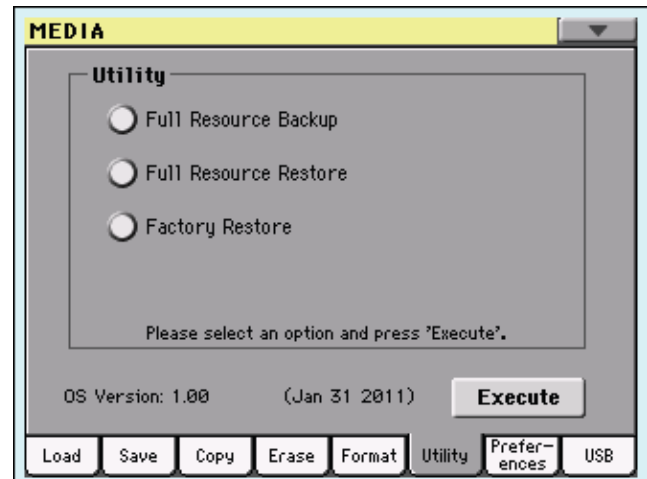 MEDIA
Utility
Full Resource Backup
Full Resource Restore
Factory Restore
Please select an option and press 'Execute'.
OS Version: 1.00 (Jan 31 2011) Execute
Load Save Copy Erase Format Utility Prefer-
ences USB